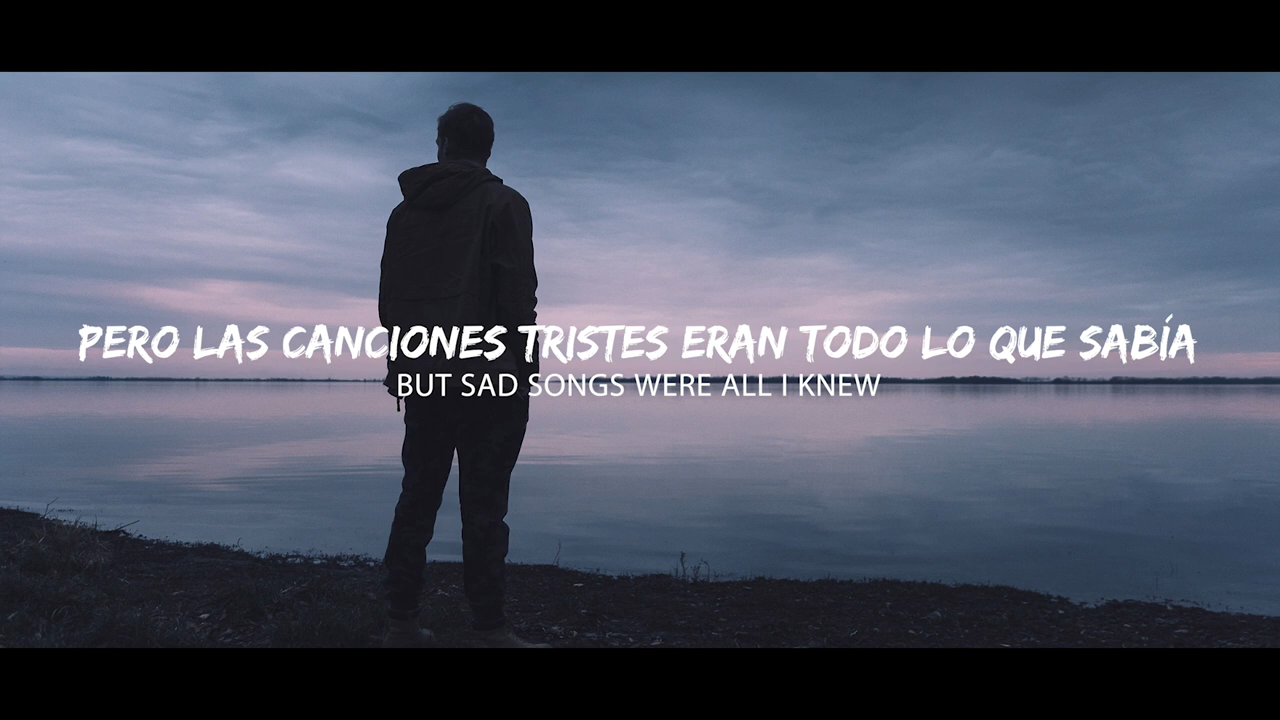 PERO LAS CANCIONES TRISTES ERAN TODO LO QUE SABÍA
BUT SAD SONGS WERE ALL I KNEW